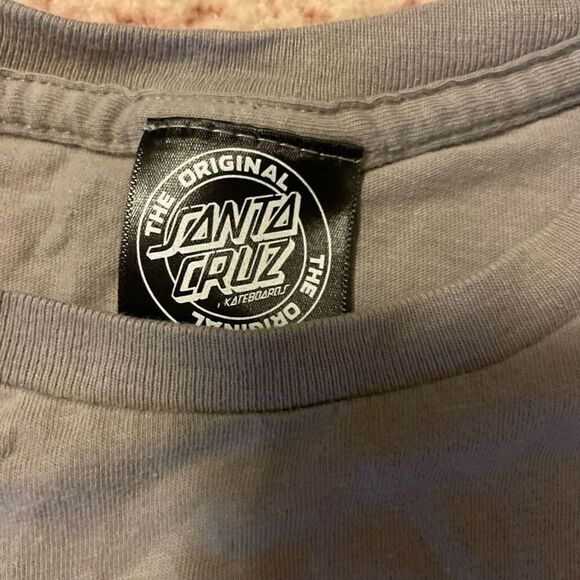 THE ORIGINAL
SANTA
CRUZ
SKATEBOARDS
THE ORIGINAL